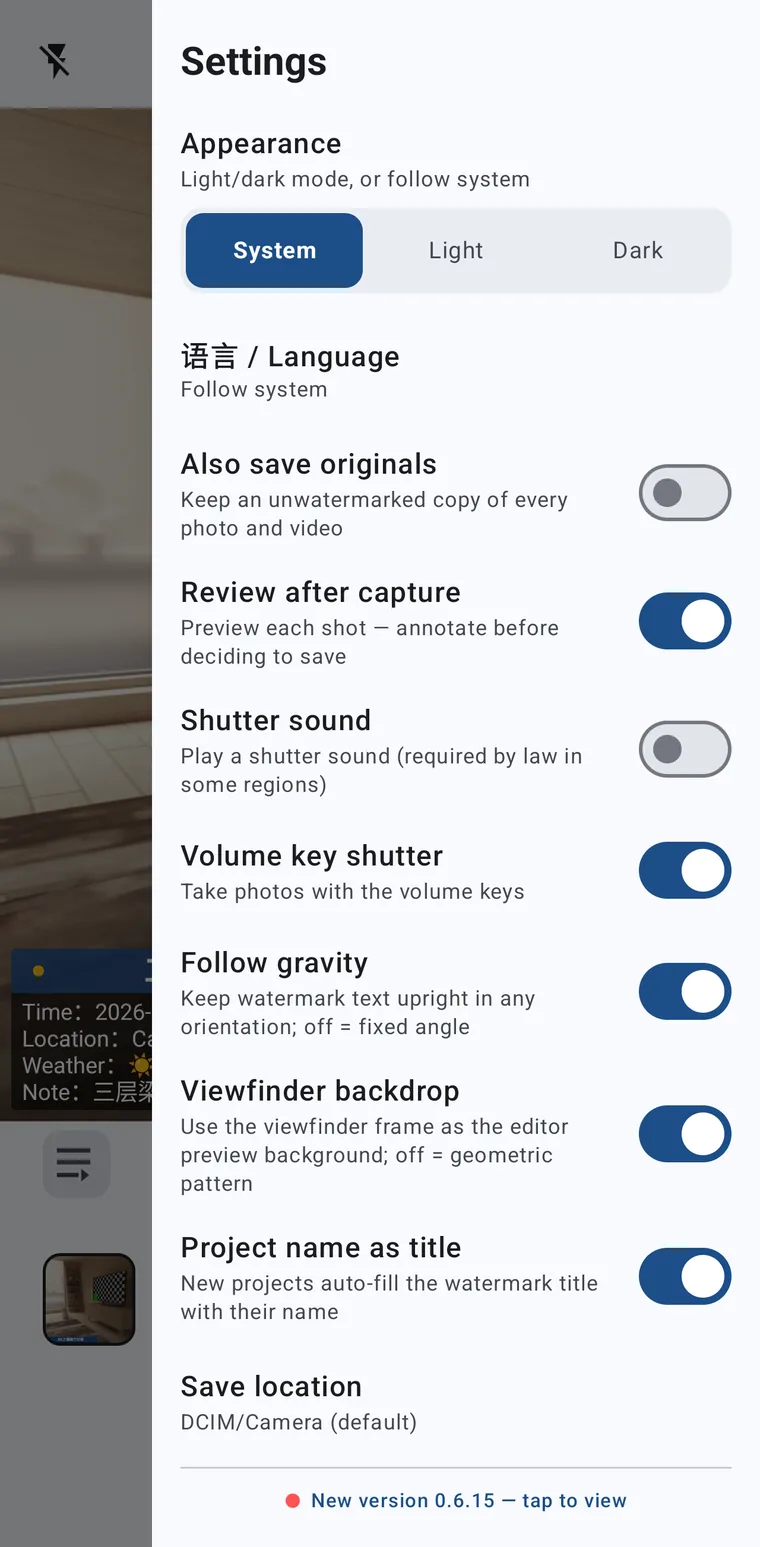 Settings
Appearance
Light/dark mode, or follow system
System
Light
Dark
语言 / Language
Follow system
Also save originals
Keep an unwatermarked copy of every
photo and video
Review after capture
Preview each shot — annotate before
deciding to save
Shutter sound
Play a shutter sound (required by law in
some regions)
Volume key shutter
Take photos with the volume keys
Follow gravity
Keep watermark text upright in any
orientation; off = fixed angle
Time：2026-
Location：Ca
Weather：
Note：三层梁
Viewfinder backdrop
Use the viewfinder frame as the editor
preview background; off = geometric
pattern
Project name as title
New projects auto-fill the watermark title
with their name
Save location
DCIM/Camera (default)
New version 0.6.15 — tap to view